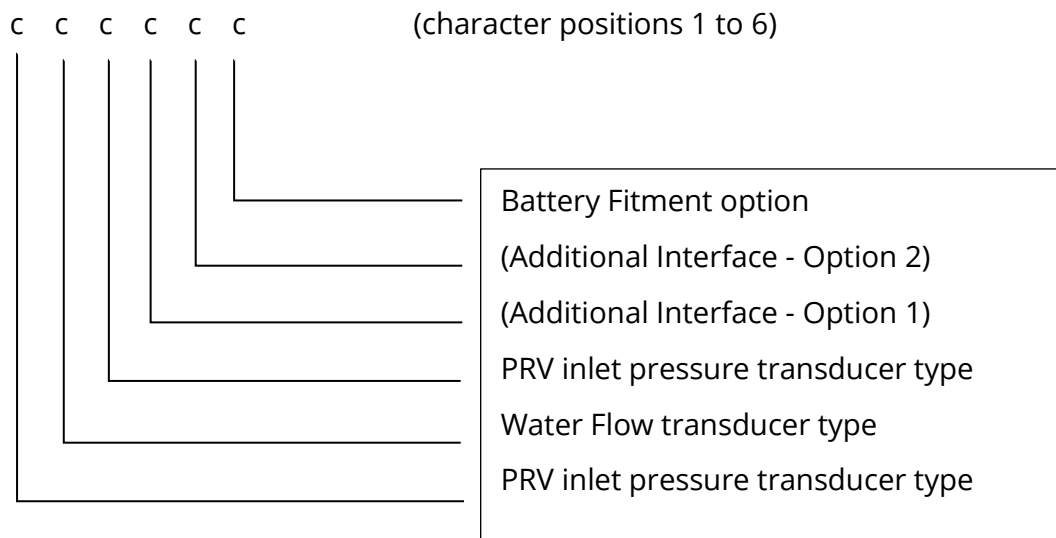 c c c c c c (character positions 1 to 6)
Battery Fitment option
(Additional Interface - Option 2)
(Additional Interface - Option 1)
PRV inlet pressure transducer type
Water Flow transducer type
PRV inlet pressure transducer type